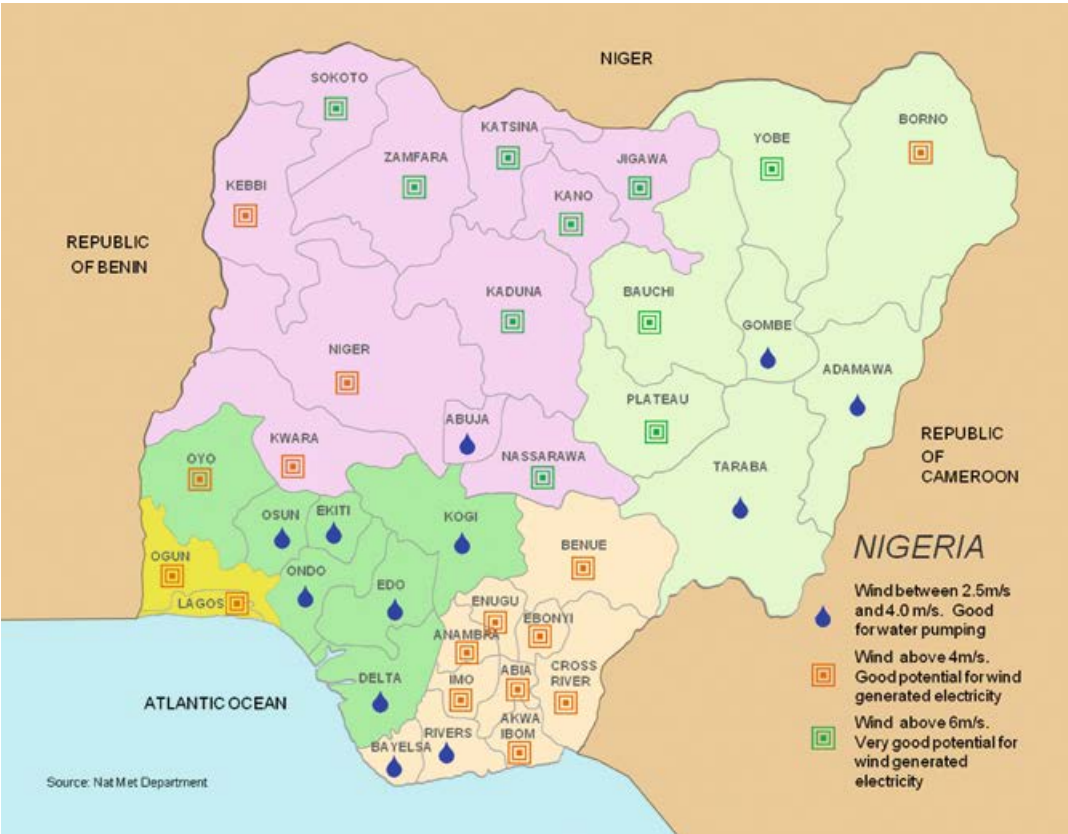 NIGER
SOKOTO
BORNO
KATSINA
YOBE
ZAMFARA
JIGAWA
KEBBI
KANO
REPUBLIC
OF BENIN
KADUNA
BAUCHI
GOMBE
NIGER
ADAMAWA
PLATEAU
ABUJA
KWARA
REPUBLIC
OF
CAMEROON
NASSARAWA
OYO
TARABA
OSUN
EKITI
KOGI
NIGERIA
BENUE
OGUN
ONDO
EDO
LAGOS
ENUGU
EBONYI
ANAMBRA
Wind between 2.5m/s
and 4.0 m/s. Good
for water pumping
CROSS
RIVER
ABIA
IMO
DELTA
Wind above 4m/s.
Good potential for wind
generated electricity
ATLANTIC OCEAN
AKWA
IBOM
RIVERS
BAYELSA
Wind above 6m/s.
Very good potential for
wind generated
electricity
Source: Nat Met Department